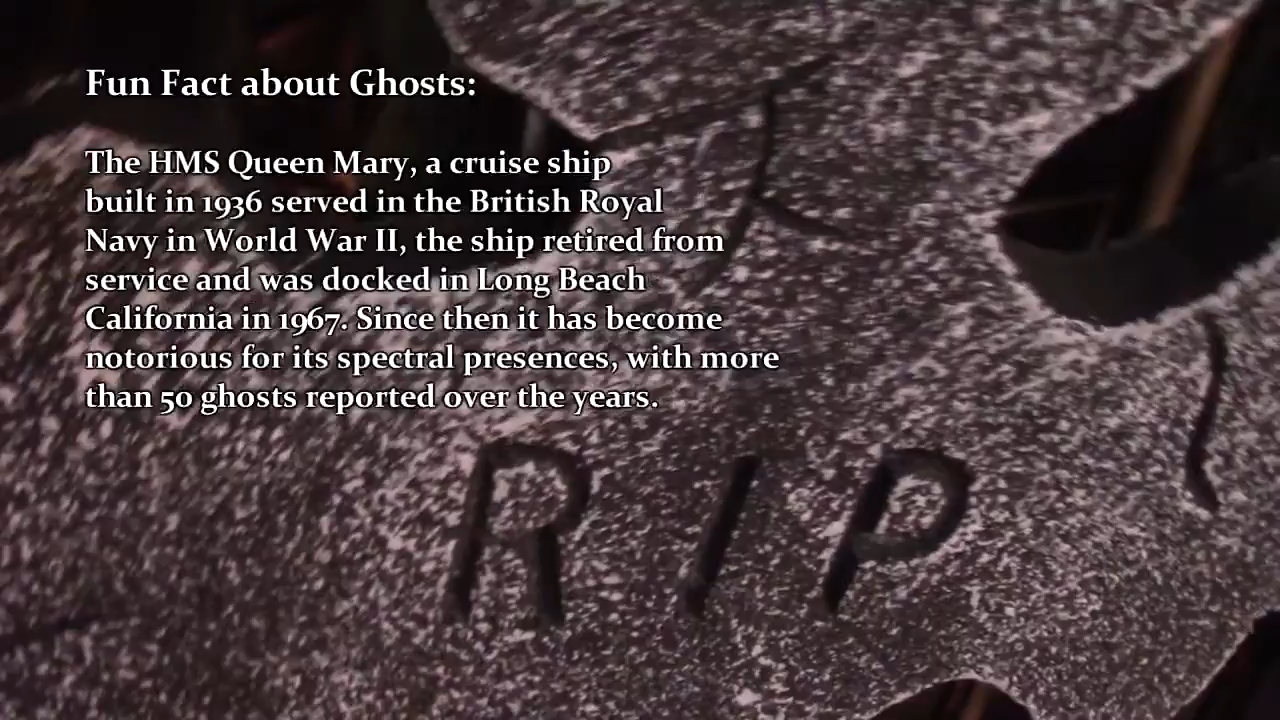 Fun Fact about Ghosts:
The HMS Queen Mary, a cruise ship
built in 1936 served in the British Royal
Navy in World War II, the ship retired from
service and was docked in Long Beach
California in 1967. Since then it has become
notorious for its spectral presences, with more
than 50 ghosts reported over the years.
R I P